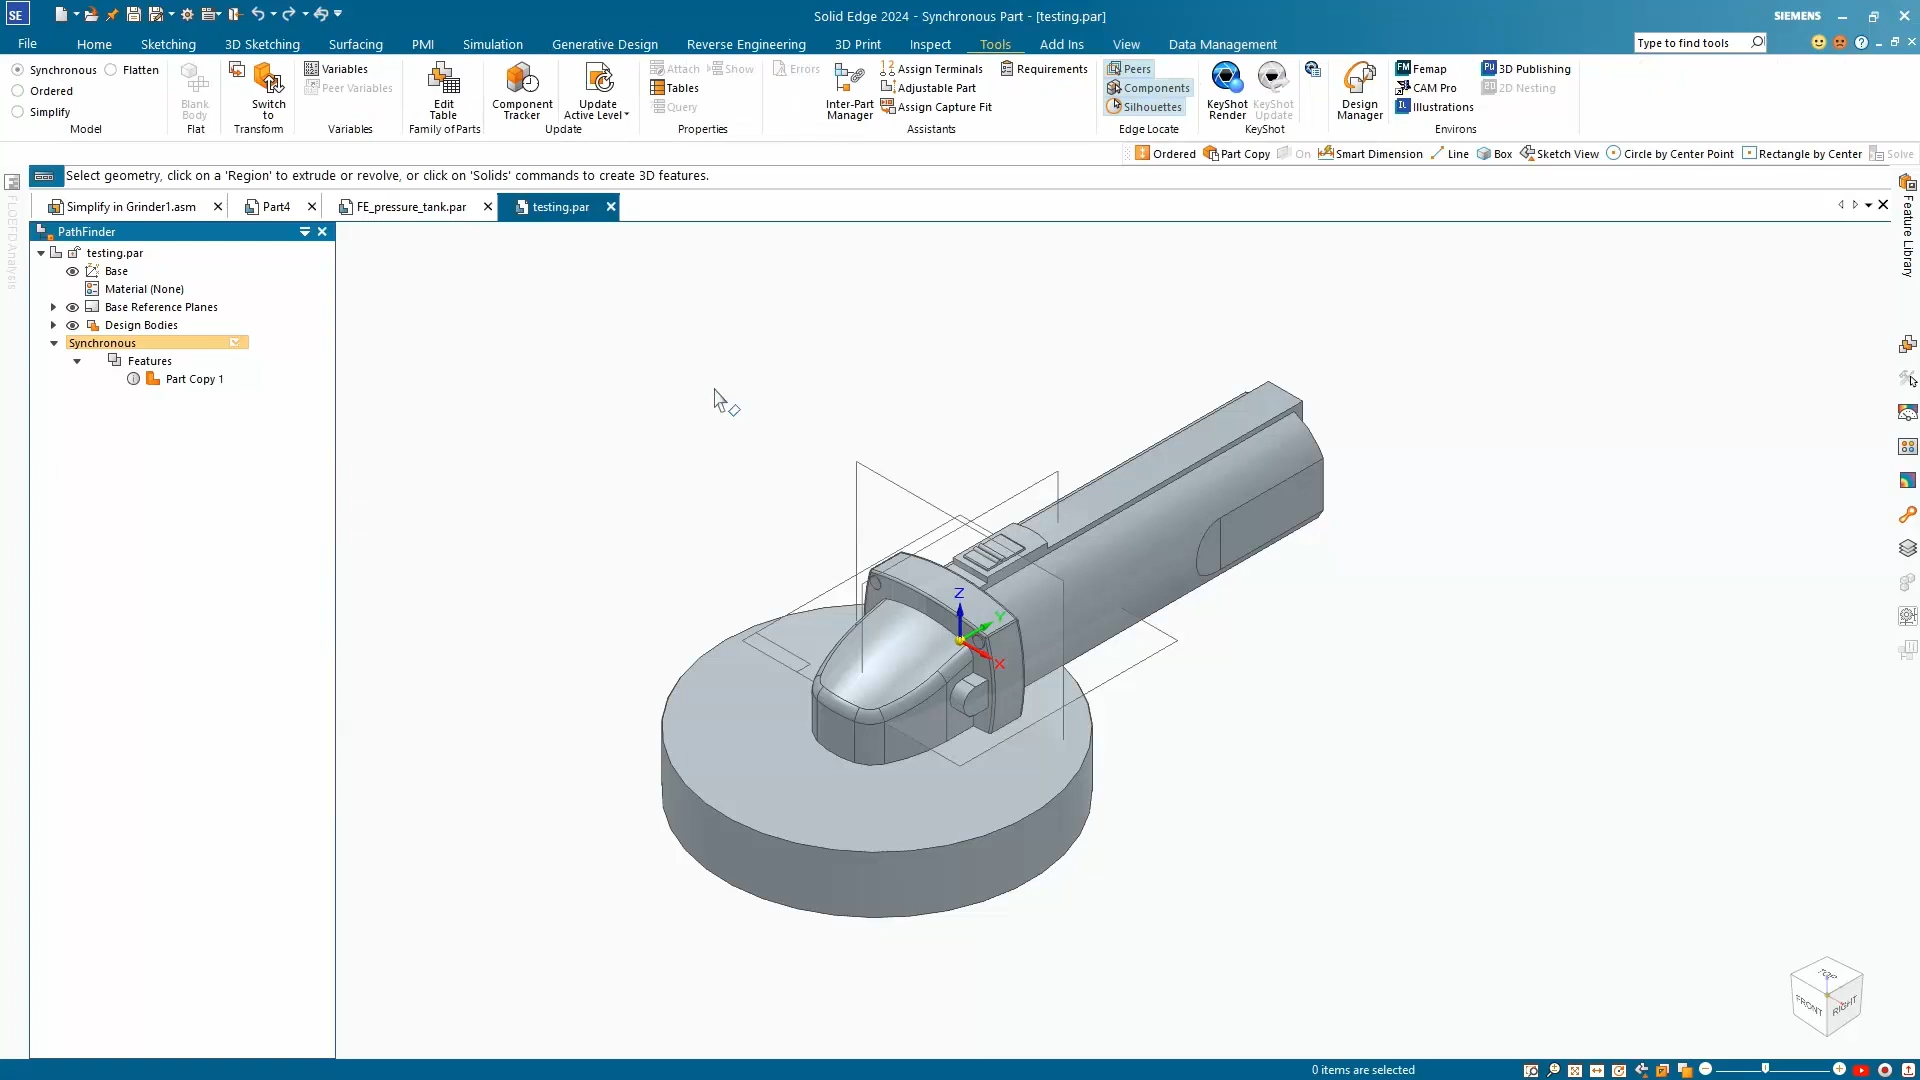 SE
Solid Edge 2024 - Synchronous Part - [testing.par]
SIEMENS
File Home Sketching 3D Sketching Surfacing PMI Simulation Generative Design Reverse Engineering 3D Print Inspect Tools Add Ins View Data Management
Type to find tools
Synchronous Flatten
Ordered
Simplify
Model
Blank Body
Flat
Switch to
Transform
Variables
Peer Variables
Variables
Edit Table
Family of Parts
Component Tracker
Update Active Level
Update
Attach Show
Tables
Query
Properties
Errors
Inter-Part Manager
Assign Terminals
Adjustable Part
Assign Capture Fit
Requirements
Assistants
Peers
Components
Silhouettes
Edge Locate
KeyShot Render
KeyShot Update
KeyShot
Design Manager
FM Femap
CAM Pro
Illustrations
Pu 3D Publishing
2D Nesting
Environs
Ordered Part Copy On Smart Dimension Line Box Sketch View Circle by Center Point Rectangle by Center Solve
Select geometry, click on a 'Region' to extrude or revolve, or click on 'Solids' commands to create 3D features.
Simplify in Grinder1.asm Part4 FE_pressure_tank.par testing.par
FLOEFD Analysis
PathFinder
testing.par
Base
Material (None)
Base Reference Planes
Design Bodies
Synchronous
Features
Part Copy 1
Feature Library
Z
Y
X
TOP
FRONT
RIGHT
0 items are selected